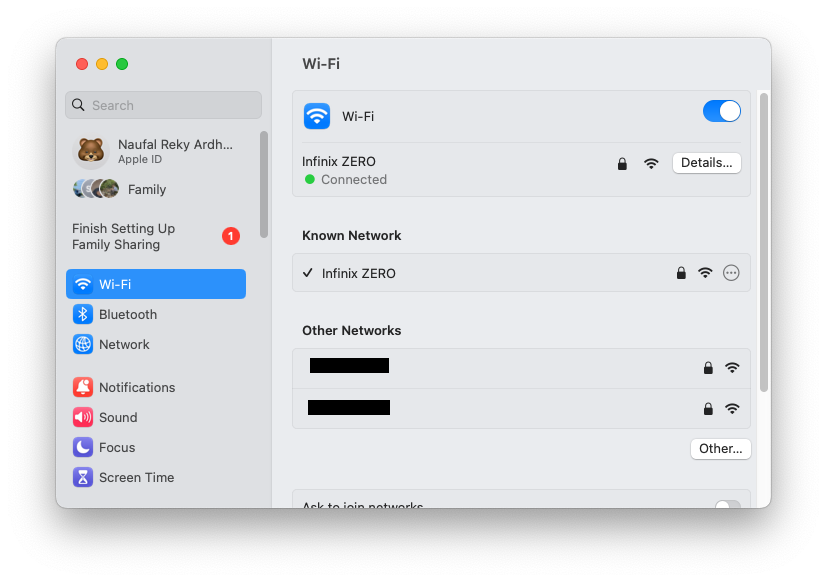 Wi-Fi
Search
Naufal Reky Ardh...
Apple ID
Family
Finish Setting Up
Family Sharing
1
Wi-Fi
Bluetooth
Network
Notifications
Sound
Focus
Screen Time
Wi-Fi
Infinix ZERO
Connected
Details...
Known Network
Infinix ZERO
Other Networks
Other...
Ask to join networks